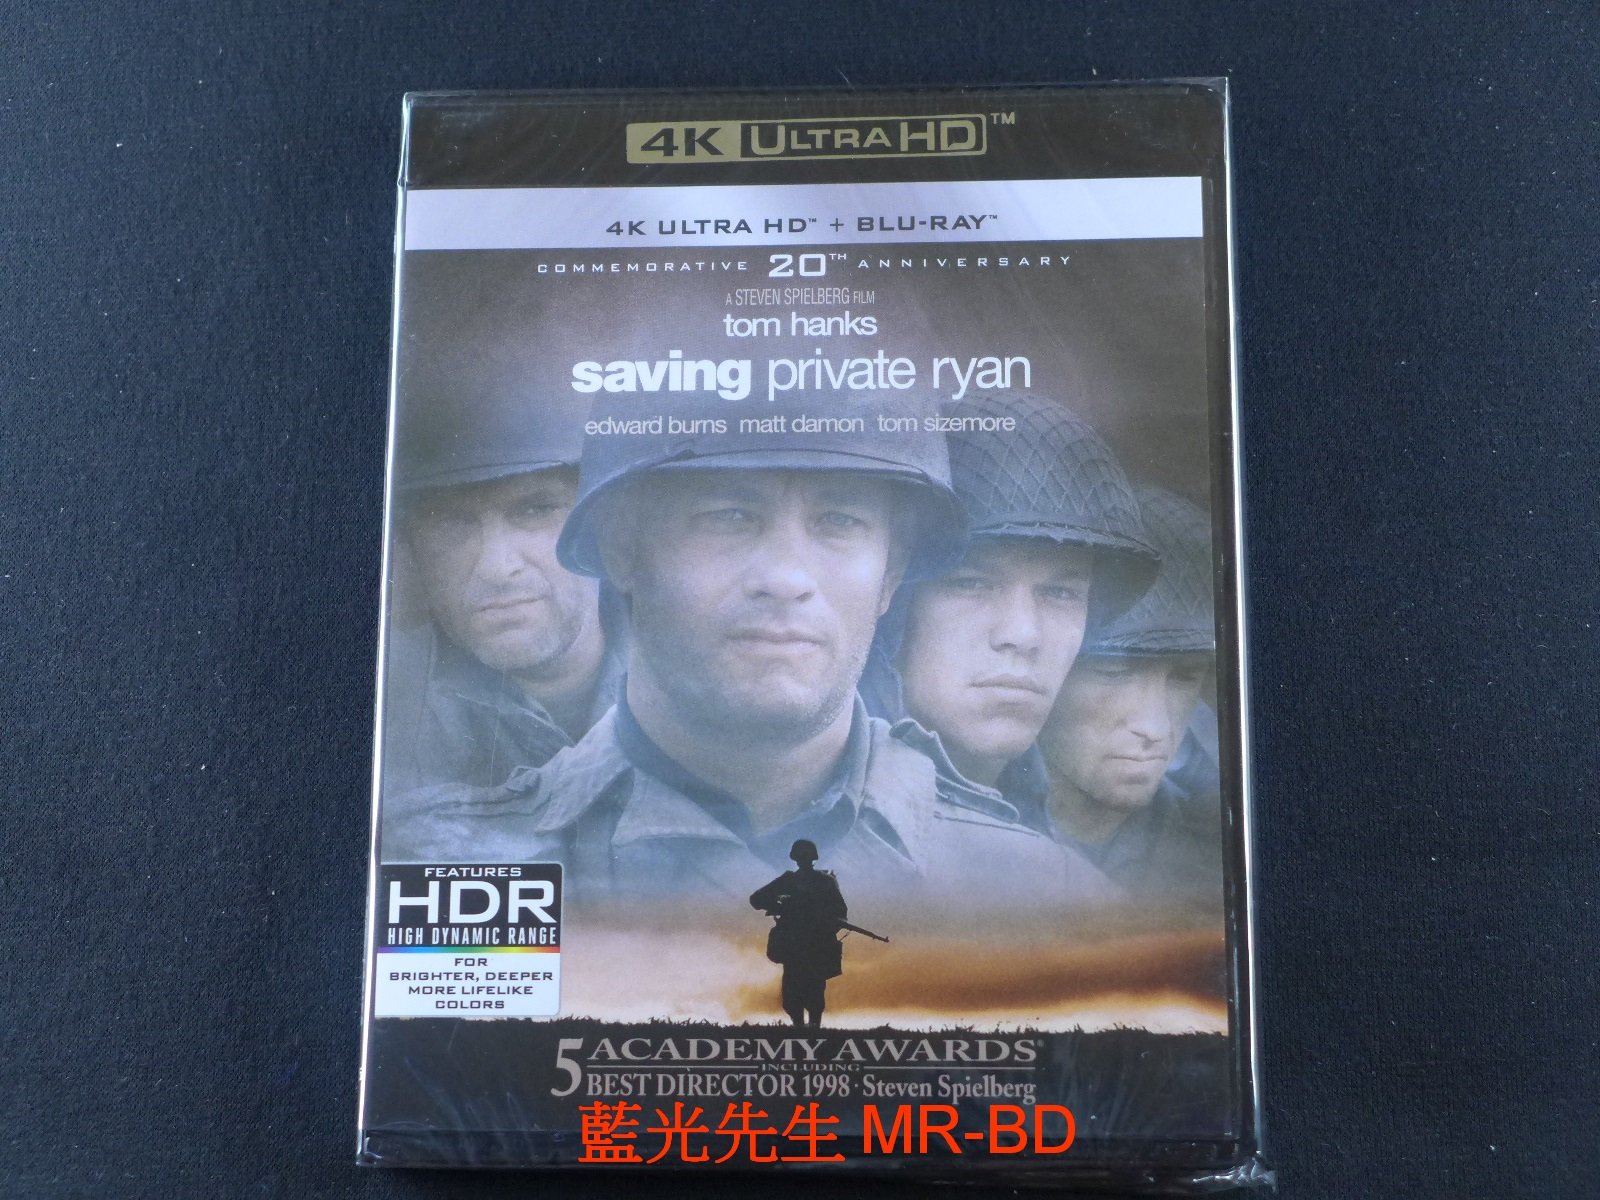 4K ULTRA HD™
4K ULTRA HD™ + BLU-RAY™
COMMEMORATIVE 20TH ANNIVERSARY
A STEVEN SPIELBERG FILM
tom hanks
saving private ryan
edward burns matt damon tom sizemore
FEATURES
HDR
HIGH DYNAMIC RANGE
FOR
BRIGHTER, DEEPER
MORE LIFELIKE
COLORS
5 ACADEMY AWARDS®
INCLUDING
BEST DIRECTOR 1998 · Steven Spielberg
藍光先生 MR-BD